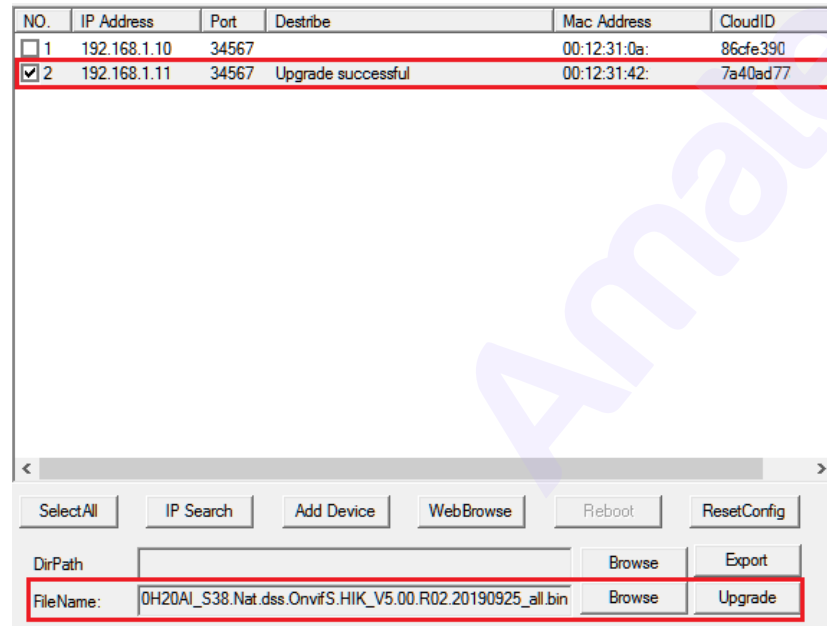 NO. IP Address Port Destribe Mac Address CloudID
1 192.168.1.10 34567 00:12:31:0a: 86cfe390
2 192.168.1.11 34567 Upgrade successful 00:12:31:42: 7a40ad77
SelectAll IP Search Add Device WebBrowse Reboot ResetConfig
DirPath Browse Export
FileName: 0H20AI_S38.Nat.dss.OnvifS.HIK_V5.00.R02.20190925_all.bin Browse Upgrade
Amate